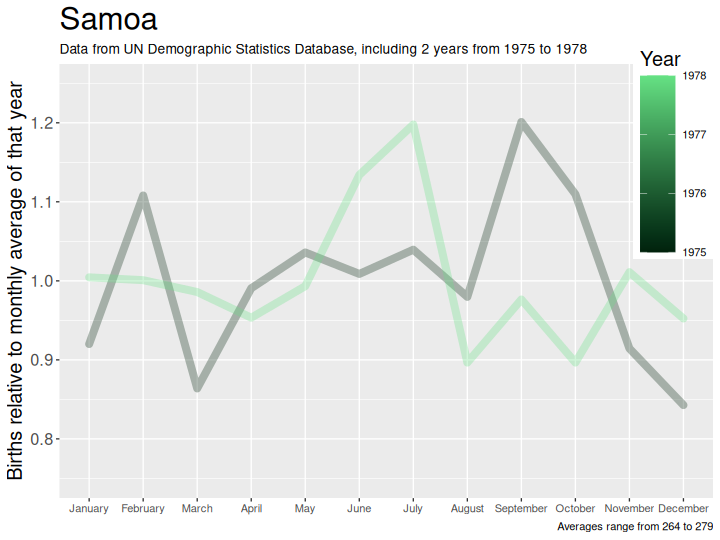 Samoa
Data from UN Demographic Statistics Database, including 2 years from 1975 to 1978
Births relative to monthly average of that year
1.2
1.1
1.0
0.9
0.8
January February March April May June July August September October November December
Averages range from 264 to 279
Year
1978
1977
1976
1975